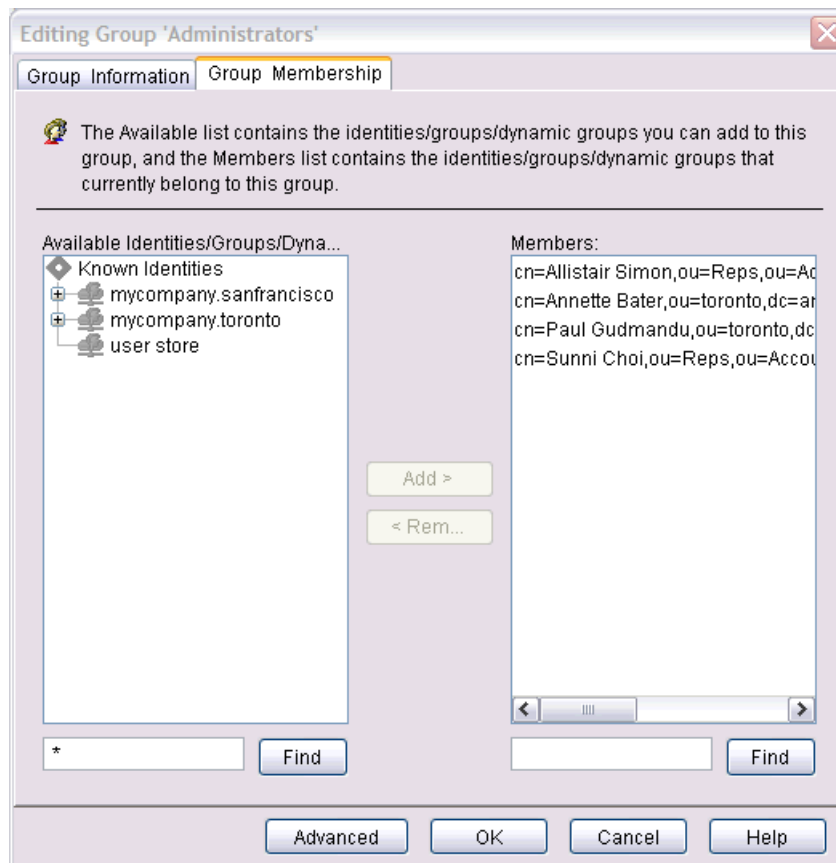 Editing Group 'Administrators'
Group Information
Group Membership
The Available list contains the identities/groups/dynamic groups you can add to this
group, and the Members list contains the identities/groups/dynamic groups that
currently belong to this group.
Available Identities/Groups/Dyna...
Known Identities
mycompany.sanfrancisco
mycompany.toronto
user store
Add >
< Rem...
Members:
cn=Allistair Simon,ou=Reps,ou=Ac
cn=Annette Bater,ou=toronto,dc=ar
cn=Paul Gudmandu,ou=toronto,dc
cn=Sunni Choi,ou=Reps,ou=Accou
*
Find
Find
Advanced
OK
Cancel
Help